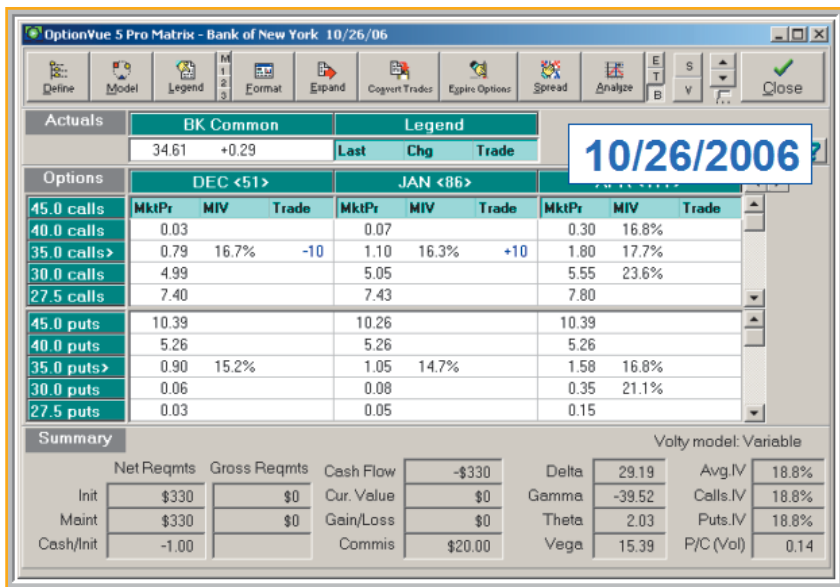 OptionVue 5 Pro Matrix - Bank of New York 10/26/06
Define Model Legend M 1 2 3 Format Expand Convert Trades Expire Options Spread Analyze E T B S V Close
Actuals BK Common Legend
34.61 +0.29 Last Chg Trade
10/26/2006 ?
Options DEC <51> JAN <86>
45.0 calls MktPr MIV Trade MktPr MIV Trade MktPr MIV Trade
40.0 calls 0.03 0.07 0.30 16.8%
35.0 calls> 0.79 16.7% -10 1.10 16.3% +10 1.80 17.7%
30.0 calls 4.99 5.05 5.55 23.6%
27.5 calls 7.40 7.43 7.80
45.0 puts 10.39 10.26 10.39
40.0 puts 5.26 5.26 5.26
35.0 puts> 0.90 15.2% 1.05 14.7% 1.58 16.8%
30.0 puts 0.06 0.08 0.35 21.1%
27.5 puts 0.03 0.05 0.15
Summary Volty model: Variable
Net Reqmts Gross Reqmts Cash Flow -$330 Delta 29.19 Avg.IV 18.8%
Init $330 $0 Cur. Value $0 Gamma -39.52 Calls.IV 18.8%
Maint $330 $0 Gain/Loss $0 Theta 2.03 Puts.IV 18.8%
Cash/Init -1.00 Commis $20.00 Vega 15.39 P/C (Vol) 0.14